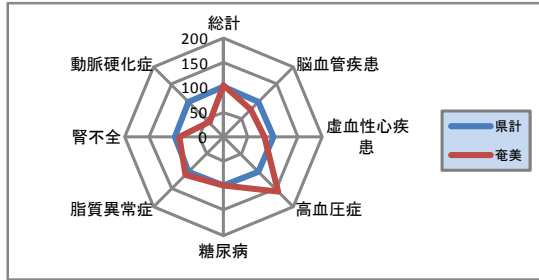 総計
200
150
100
50
0
脳血管疾患
虚血性心疾
患
高血圧症
糖尿病
脂質異常症
腎不全
動脈硬化症
県計
奄美